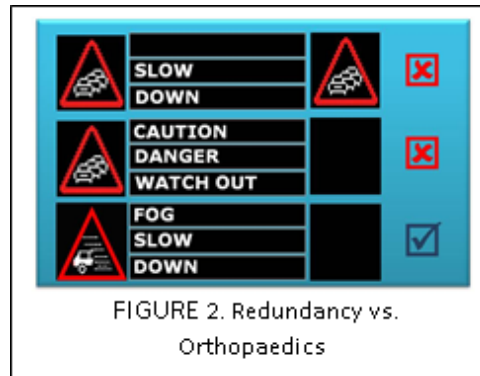 SLOW
DOWN
CAUTION
DANGER
WATCH OUT
FOG
SLOW
DOWN
FIGURE 2. Redundancy vs.
Orthopaedics